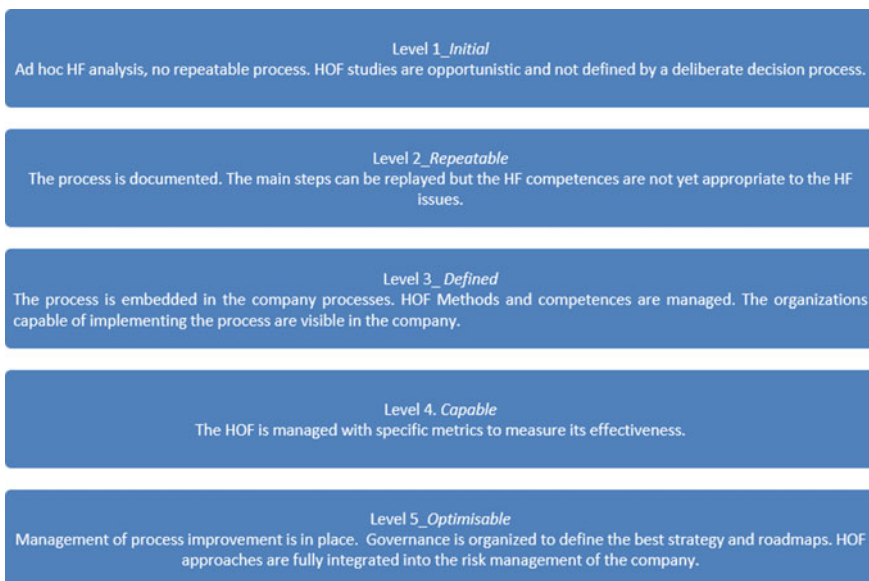 Level 1_Initial
Ad hoc HF analysis, no repeatable process. HOF studies are opportunistic and not defined by a deliberate decision process.
Level 2_Repeatable
The process is documented. The main steps can be replayed but the HF competences are not yet appropriate to the HF
issues.
Level 3_ Defined
The process is embedded in the company processes. HOF Methods and competences are managed. The organizations
capable of implementing the process are visible in the company.
Level 4. Capable
The HOF is managed with specific metrics to measure its effectiveness.
Level 5_Optimisable
Management of process improvement is in place. Governance is organized to define the best strategy and roadmaps. HOF
approaches are fully integrated into the risk management of the company.